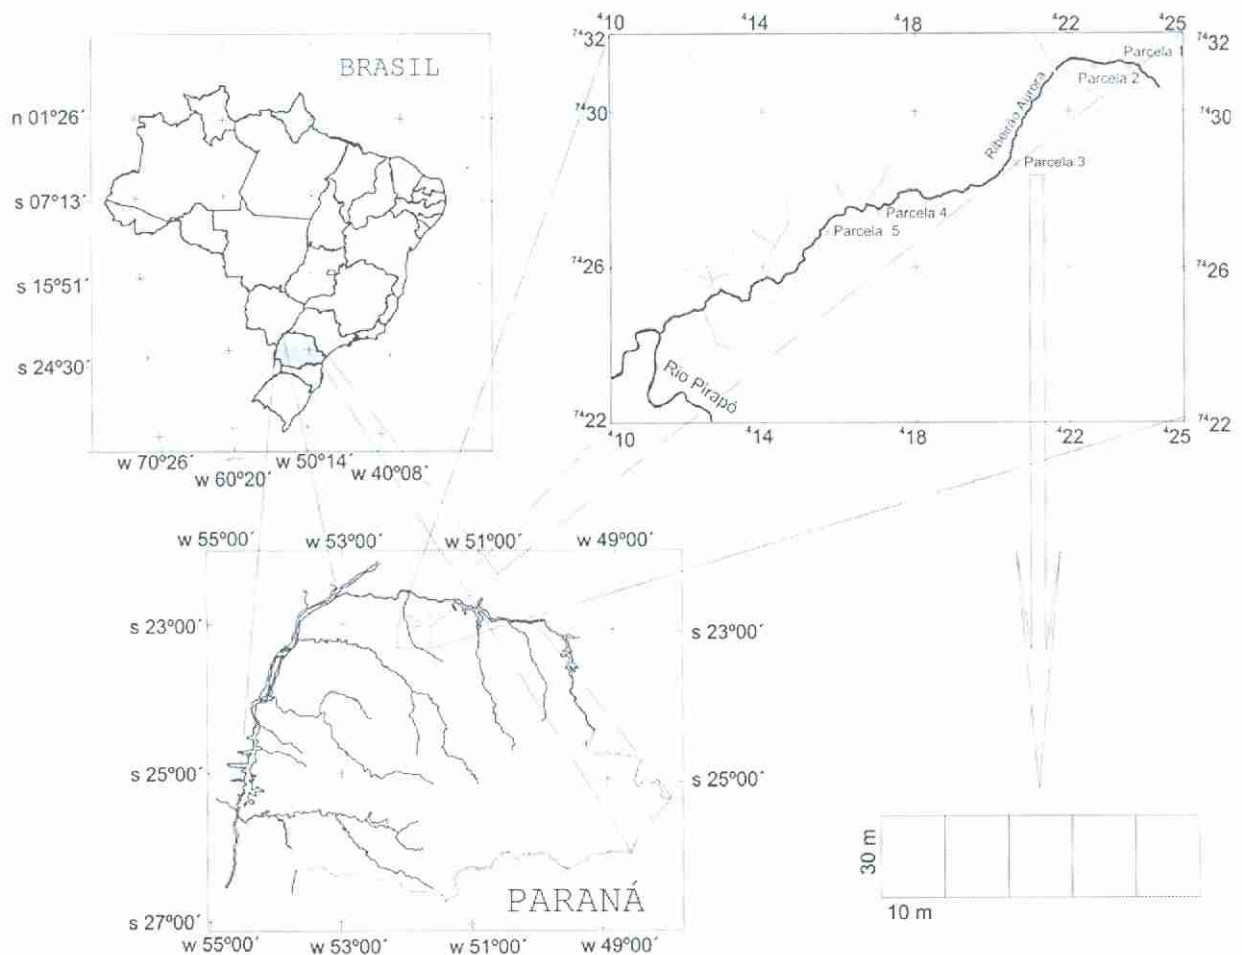 BRASIL
n 01°26´
s 07°13´
s 15°51´
s 24°30´
w 70°26´
w 60°20´
w 50°14´
w 40°08´
⁴10
⁴14
⁴18
⁴22
⁴25
⁷⁴32
⁷⁴32
Parcela 1
Parcela 2
⁷⁴30
⁷⁴30
Ribeirão Aurora
Parcela 3
Parcela 4
Parcela 5
⁷⁴26
⁷⁴26
Rio Pirapó
⁷⁴22
⁷⁴22
⁴10
⁴14
⁴18
⁴22
⁴25
w 55°00´
w 53°00´
w 51°00´
w 49°00´
s 23°00´
s 23°00´
s 25°00´
s 25°00´
PARANÁ
s 27°00´
w 55°00´
w 53°00´
w 51°00´
w 49°00´
30 m
10 m